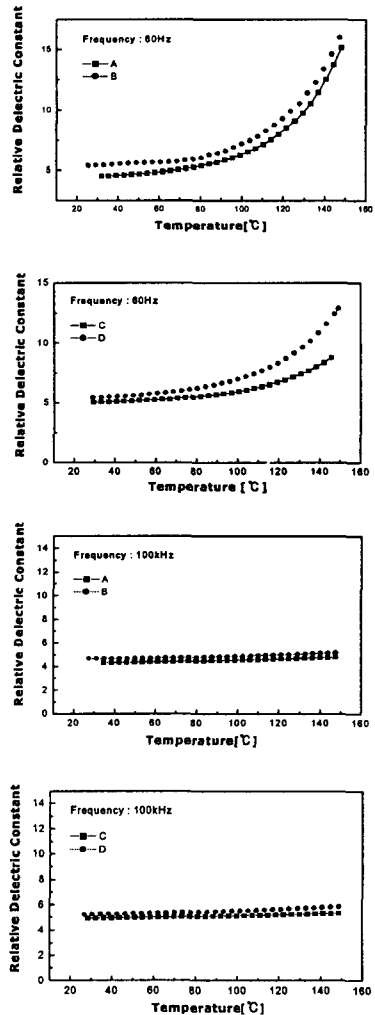 Frequency : 60Hz
A
B
Relative Delectric Constant
15
10
5
20 40 60 80 100 120 140 160
Temperature[℃]
Frequency : 60Hz
C
D
Relative Delectric Constant
15
10
5
0
20 40 60 80 100 120 140 160
Temperature [℃]
Frequency : 100kHz
A
B
Relative Delectric Constant
14
12
10
8
6
4
2
0
20 40 60 80 100 120 140 160
Temperature[℃]
Frequency : 100kHz
C
D
Relative Delectric Constant
14
12
10
8
6
4
2
0
20 40 60 80 100 120 140 160
Temperature[℃]